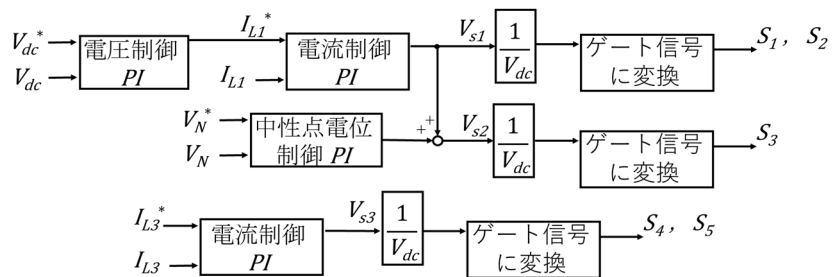 V_dc^*
V_dc
電圧制御
PI
I_L1^*
I_L1
電流制御
PI
V_s1
1
V_dc
ゲート信号
に変換
S_1, S_2
V_N^*
V_N
中性点電位
制御 PI
+
+
V_s2
1
V_dc
ゲート信号
に変換
S_3
I_L3^*
I_L3
電流制御
PI
V_s3
1
V_dc
ゲート信号
に変換
S_4, S_5